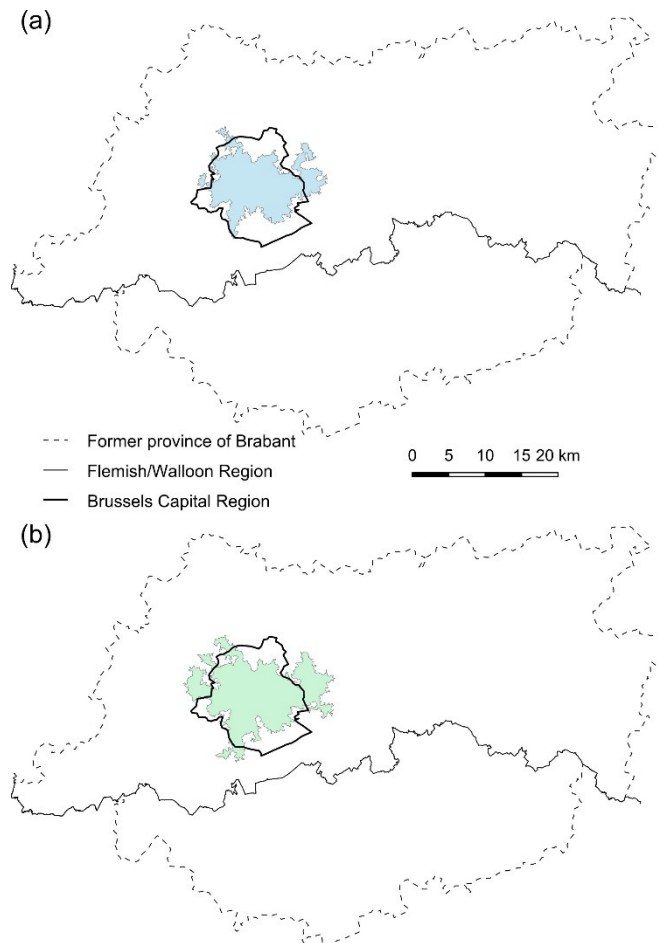 (a)
Former province of Brabant
Flemish/Walloon Region
Brussels Capital Region
0 5 10 15 20 km
(b)